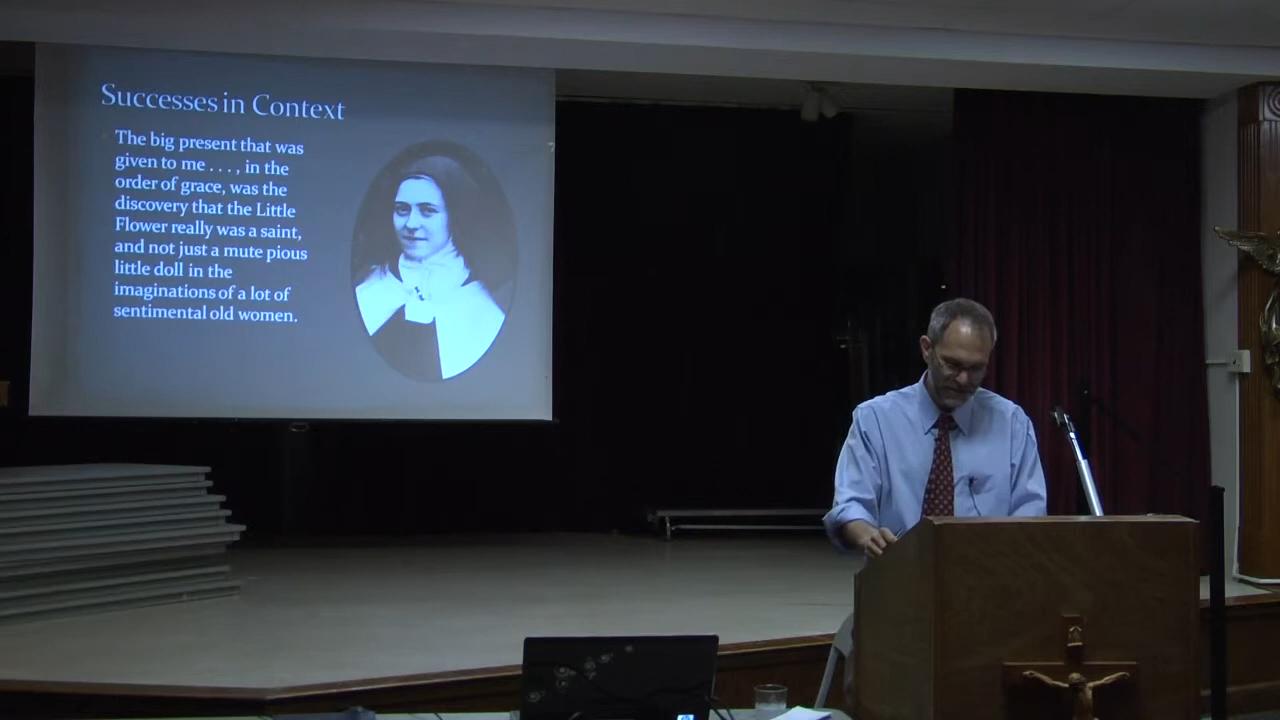 Successes in Context
The big present that was
given to me . . . , in the
order of grace, was the
discovery that the Little
Flower really was a saint,
and not just a mute pious
little doll in the
imaginations of a lot of
sentimental old women.